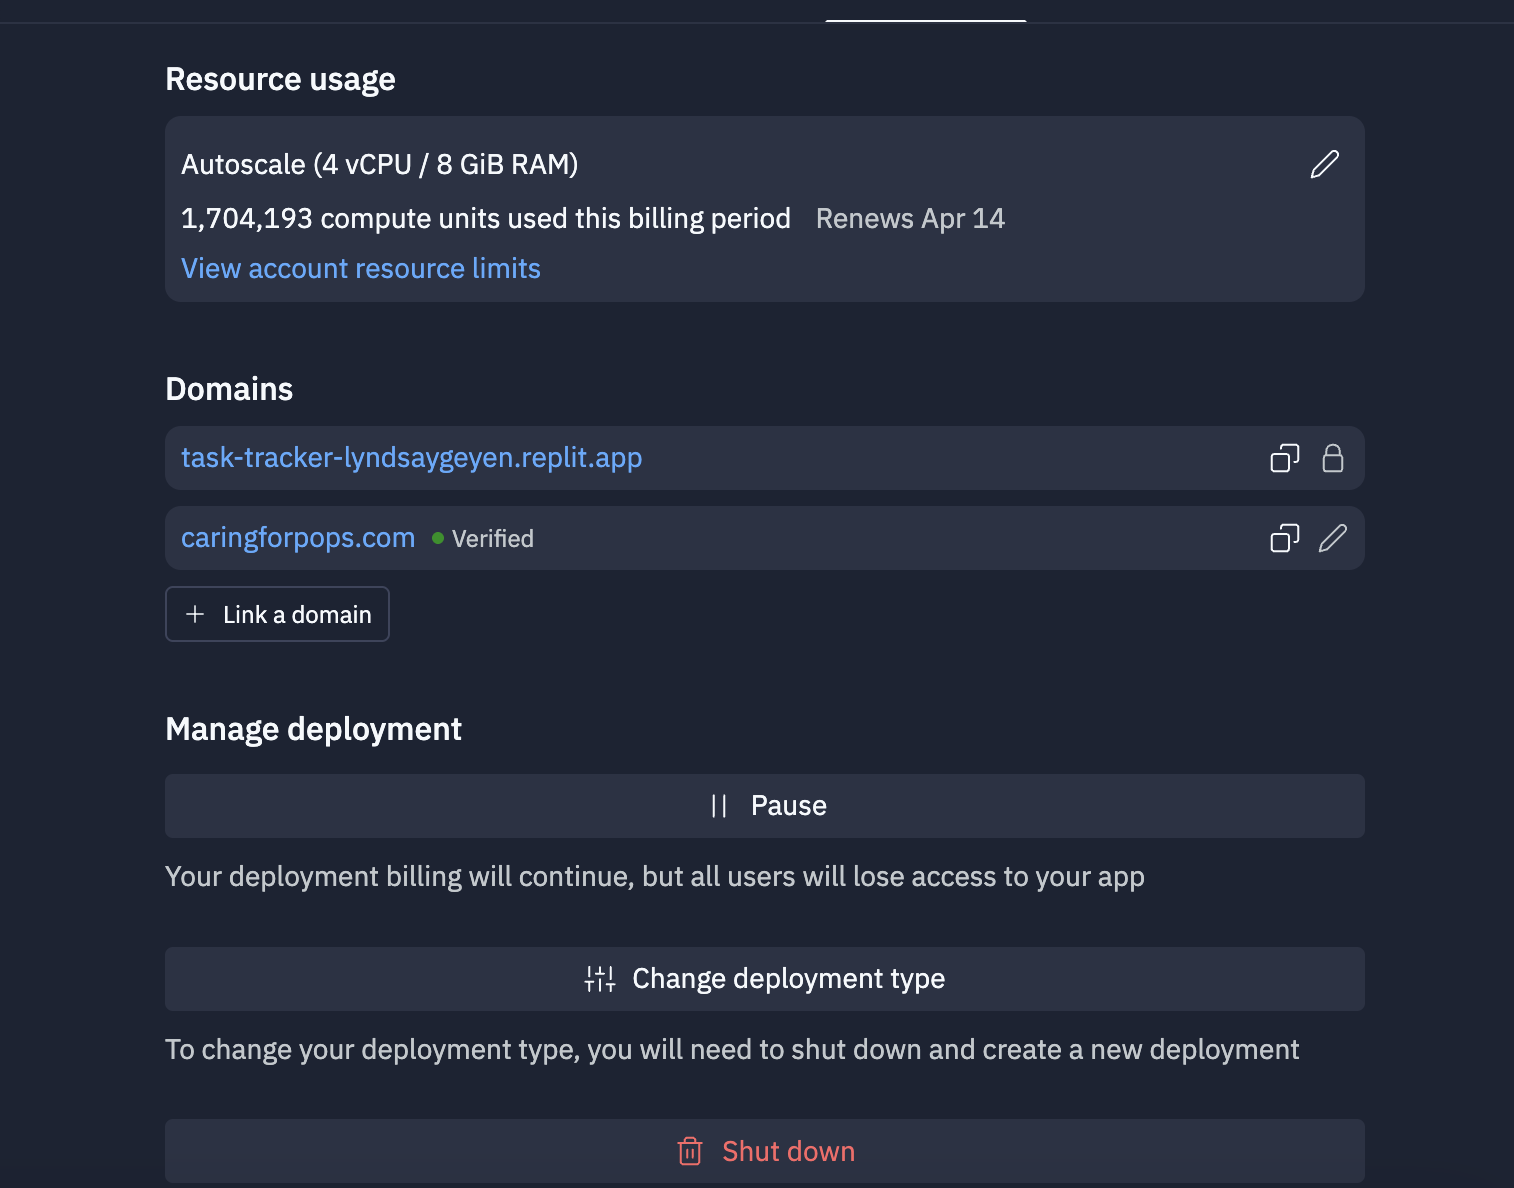 Resource usage
Autoscale (4 vCPU / 8 GiB RAM)
1,704,193 compute units used this billing period Renews Apr 14
View account resource limits
Domains
task-tracker-lyndsaygeyen.replit.app
caringforpops.com Verified
Link a domain
Manage deployment
Pause
Your deployment billing will continue, but all users will lose access to your app
Change deployment type
To change your deployment type, you will need to shut down and create a new deployment
Shut down